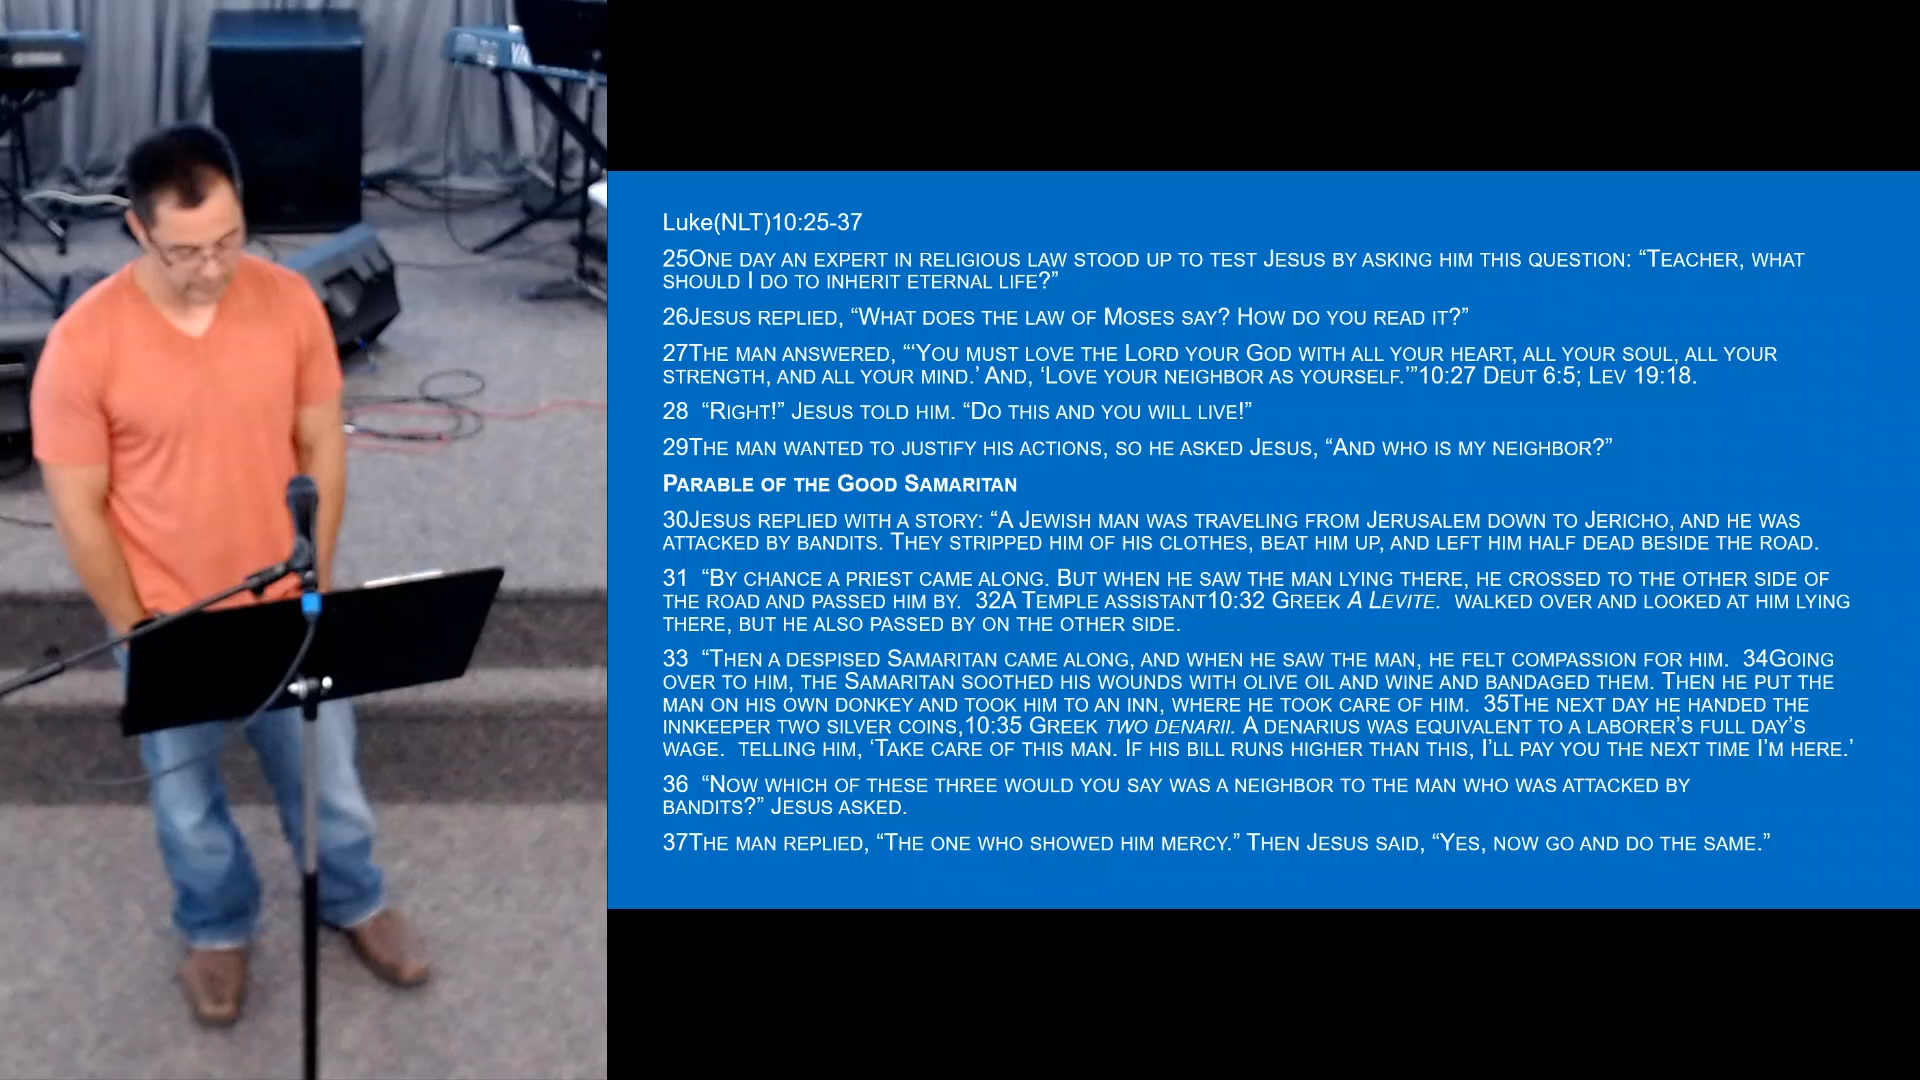 Luke(NLT)10:25-37
25One day an expert in religious law stood up to test Jesus by asking him this question: “Teacher, what
should I do to inherit eternal life?”
26Jesus replied, “What does the law of Moses say? How do you read it?”
27The man answered, “‘You must love the Lord your God with all your heart, all your soul, all your
strength, and all your mind.’ And, ‘Love your neighbor as yourself.’”10:27 Deut 6:5; Lev 19:18.
28  “Right!” Jesus told him. “Do this and you will live!”
29The man wanted to justify his actions, so he asked Jesus, “And who is my neighbor?”
Parable of the Good Samaritan
30Jesus replied with a story: “A Jewish man was traveling from Jerusalem down to Jericho, and he was
attacked by bandits. They stripped him of his clothes, beat him up, and left him half dead beside the road.
31  “By chance a priest came along. But when he saw the man lying there, he crossed to the other side of
the road and passed him by.  32A Temple assistant10:32 Greek A Levite.  walked over and looked at him lying
there, but he also passed by on the other side.
33  “Then a despised Samaritan came along, and when he saw the man, he felt compassion for him.  34Going
over to him, the Samaritan soothed his wounds with olive oil and wine and bandaged them. Then he put the
man on his own donkey and took him to an inn, where he took care of him.  35The next day he handed the
innkeeper two silver coins,10:35 Greek two denarii. A denarius was equivalent to a laborer’s full day’s
wage.  telling him, ‘Take care of this man. If his bill runs higher than this, I’ll pay you the next time I’m here.’
36  “Now which of these three would you say was a neighbor to the man who was attacked by
bandits?” Jesus asked.
37The man replied, “The one who showed him mercy.” Then Jesus said, “Yes, now go and do the same.”